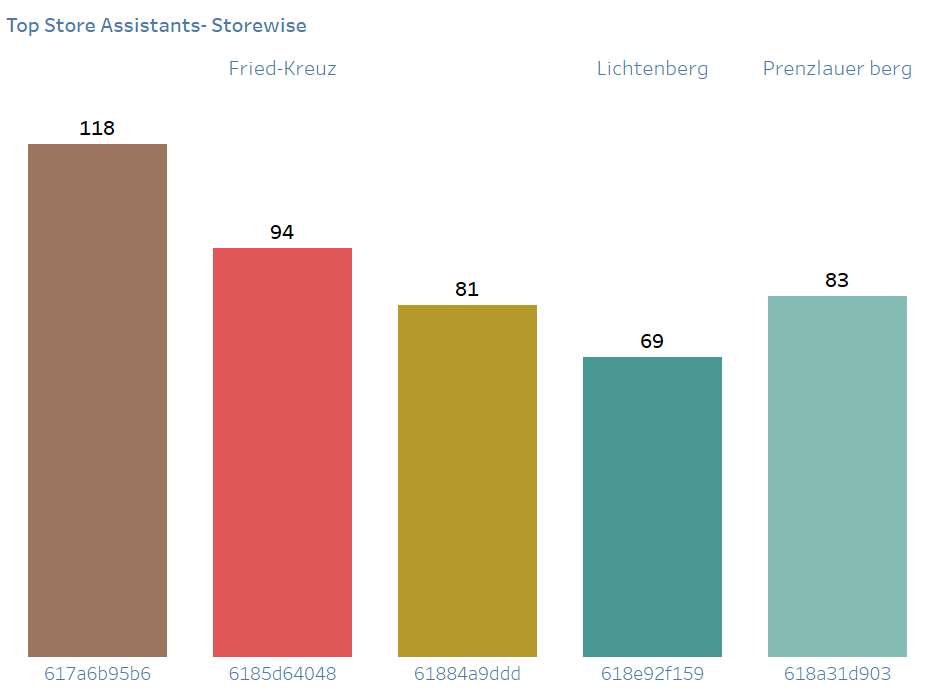 Top Store Assistants- Storewise
Fried-Kreuz Lichtenberg Prenzlauer berg
118
94
81
69
83
617a6b95b6 6185d64048 61884a9ddd 618e92f159 618a31d903